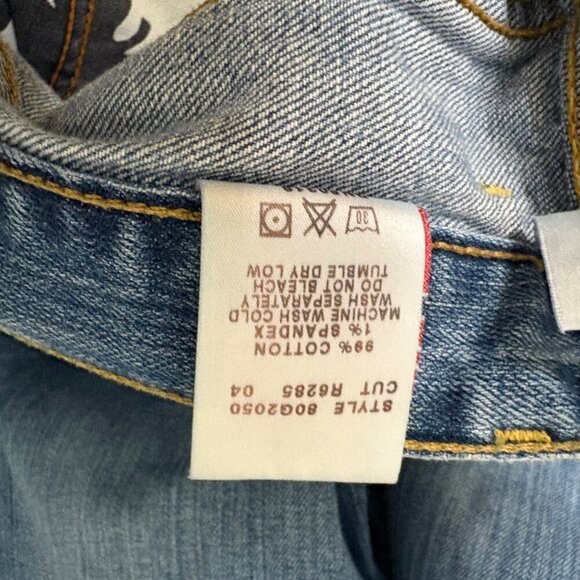 STYLE 80G2050
CUT R6285 04
99% COTTON
1% SPANDEX
MACHINE WASH COLD
WASH SEPARATELY
DO NOT BLEACH
TUMBLE DRY LOW
30